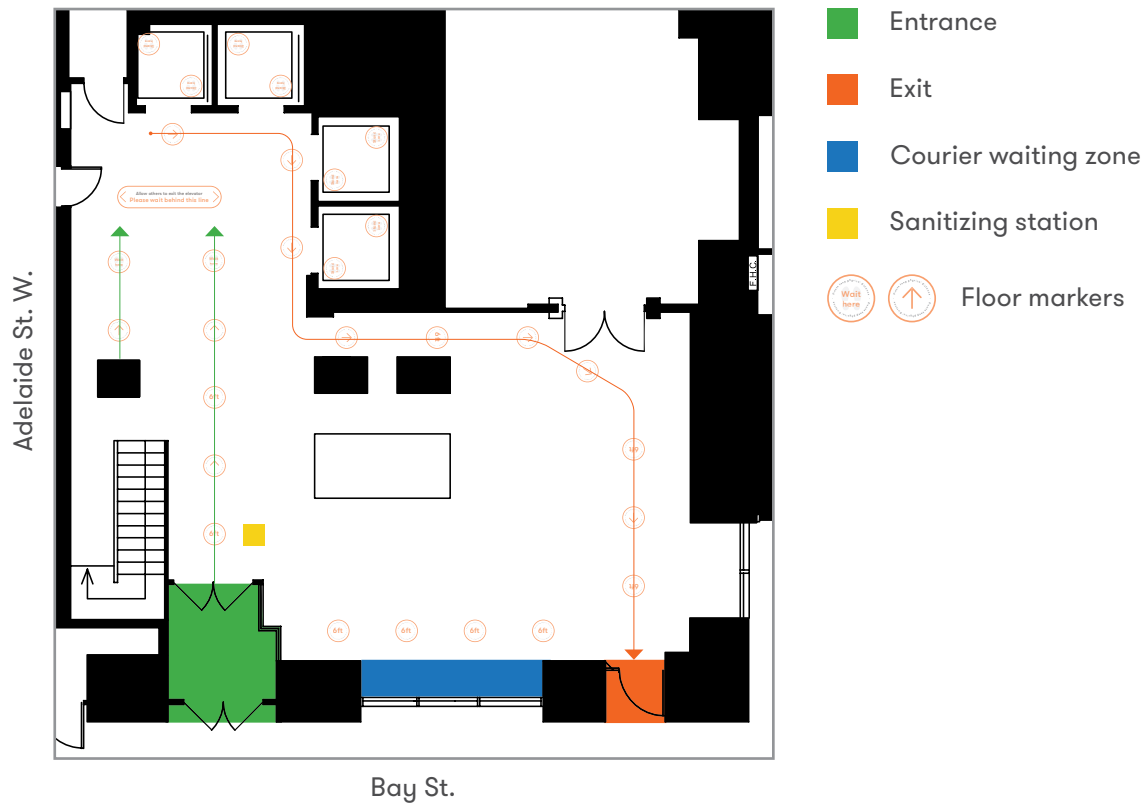 Entrance
Exit
Courier waiting zone
Sanitizing station
Wait
here
Floor markers
Allow others to exit the elevator
Please wait behind this line
F.H.C.
6ft
6ft
6ft
6ft
6ft
6ft
6ft
6ft
Adelaide St. W.
Bay St.